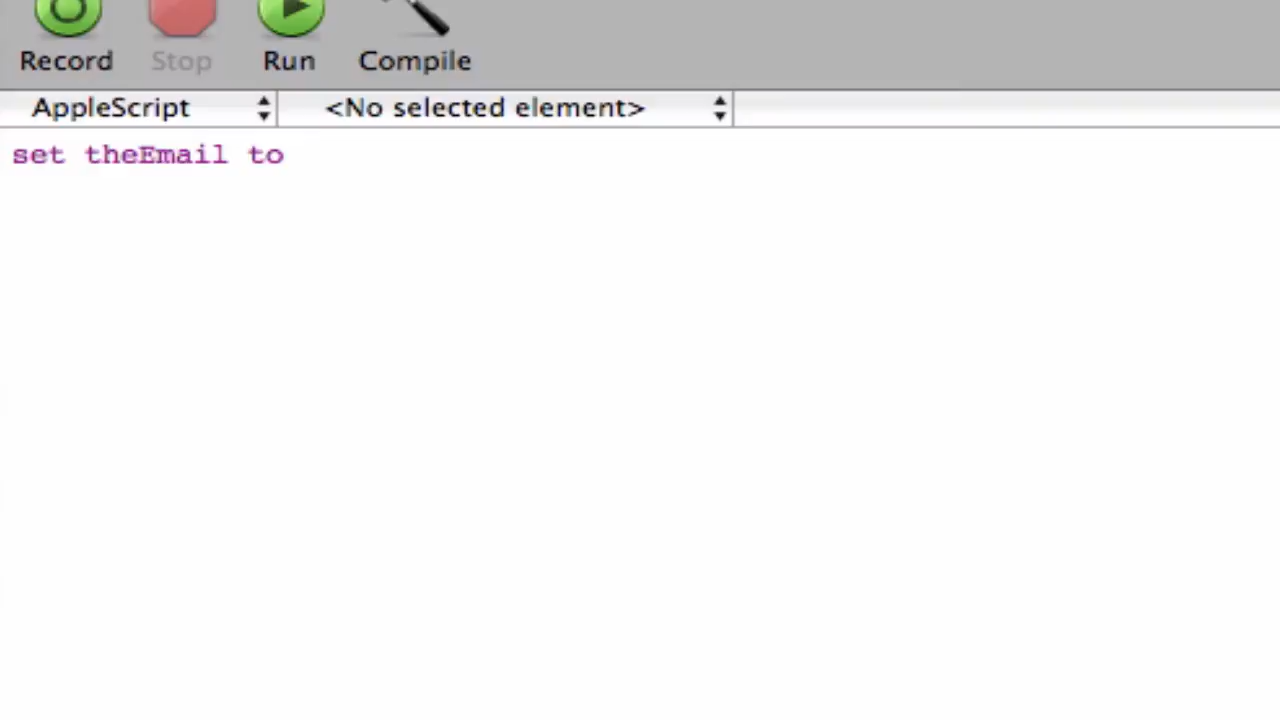 Record Stop Run Compile
AppleScript <No selected element>
set theEmail to